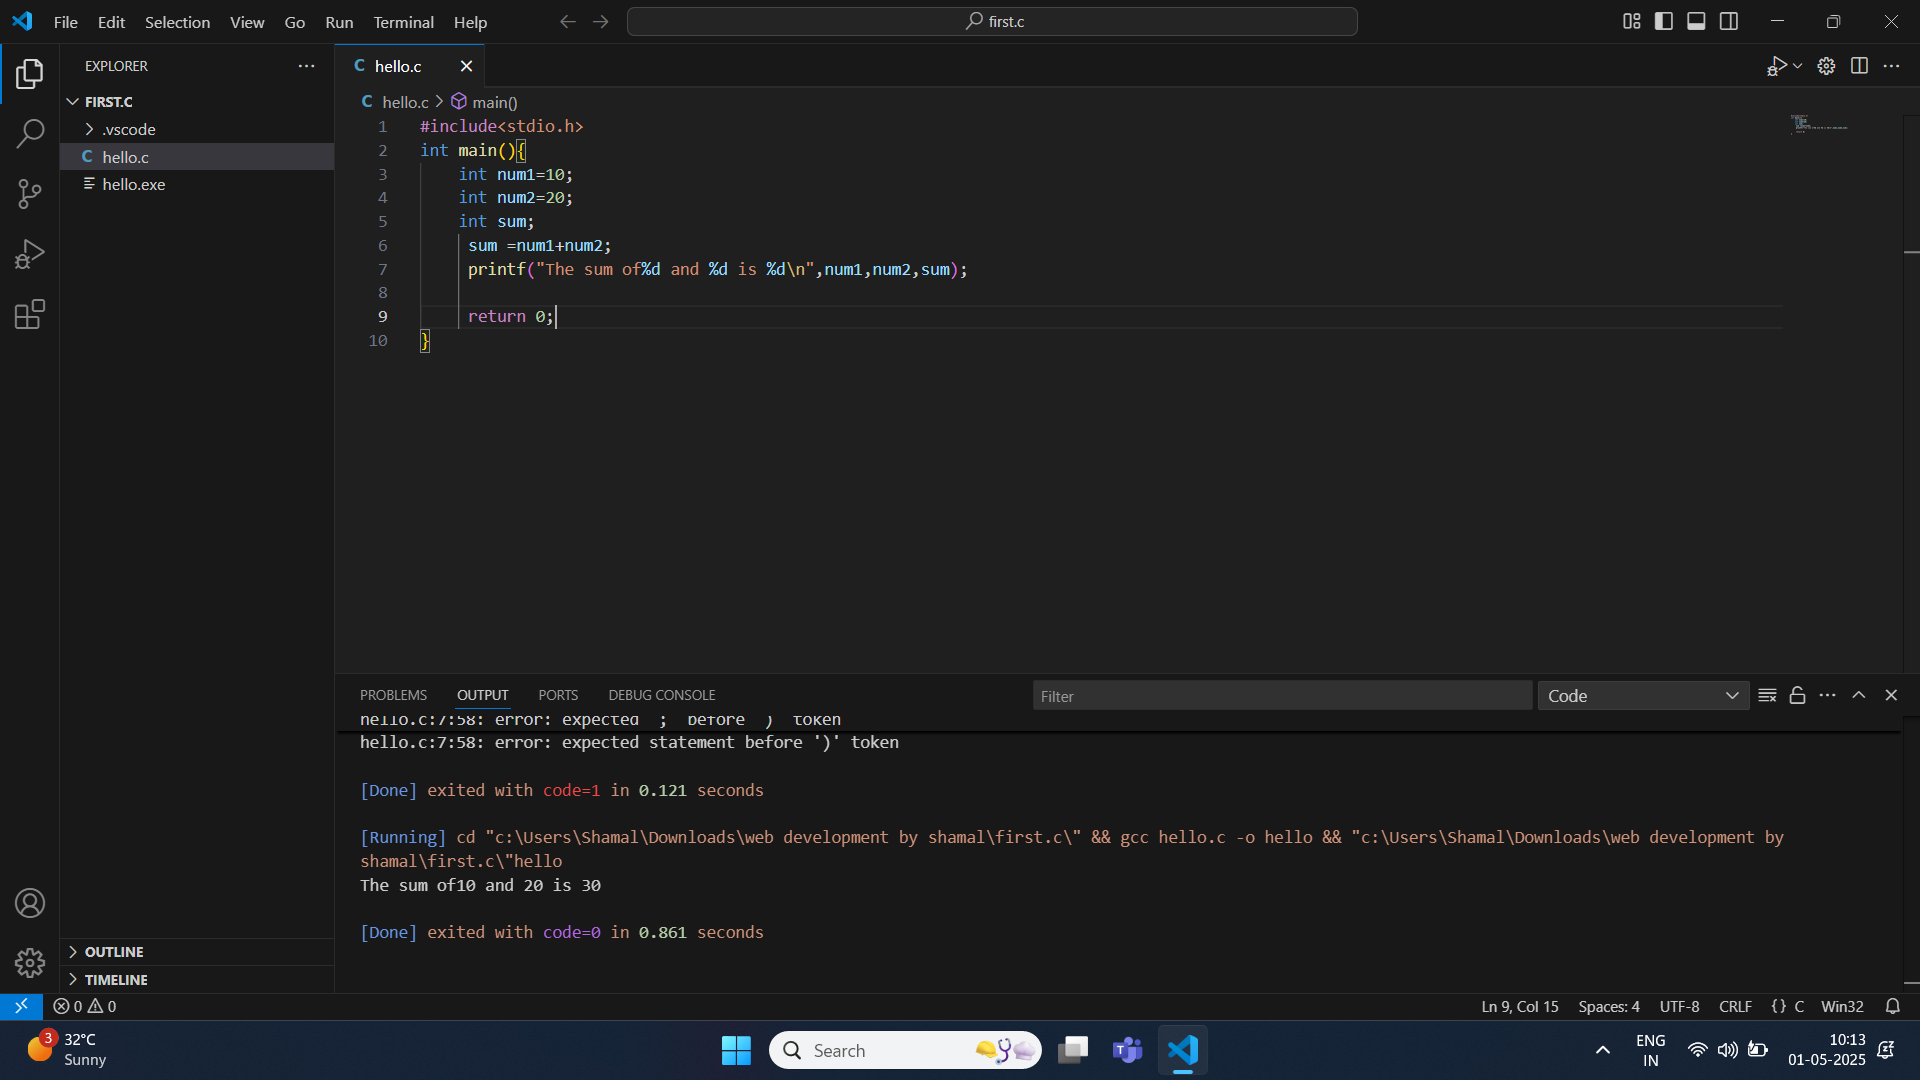 File Edit Selection View Go Run Terminal Help
first.c
EXPLORER
FIRST.C
.vscode
C hello.c
hello.exe
OUTLINE
TIMELINE
C hello.c
C hello.c > main()
1 #include<stdio.h>
2 int main(){
3 int num1=10;
4 int num2=20;
5 int sum;
6 sum =num1+num2;
7 printf("The sum of%d and %d is %d\n",num1,num2,sum);
8
9 return 0;
10 }
PROBLEMS OUTPUT PORTS DEBUG CONSOLE
Filter
Code
hello.c:7:58: error: expected ';' before ')' token
hello.c:7:58: error: expected statement before ')' token
[Done] exited with code=1 in 0.121 seconds
[Running] cd "c:\Users\Shamal\Downloads\web development by shamal\first.c\" && gcc hello.c -o hello && "c:\Users\Shamal\Downloads\web development by
shamal\first.c\"hello
The sum of10 and 20 is 30
[Done] exited with code=0 in 0.861 seconds
0 0
Ln 9, Col 15 Spaces: 4 UTF-8 CRLF {} C Win32
3
32°C
Sunny
Search
T
ENG
IN
10:13
01-05-2025